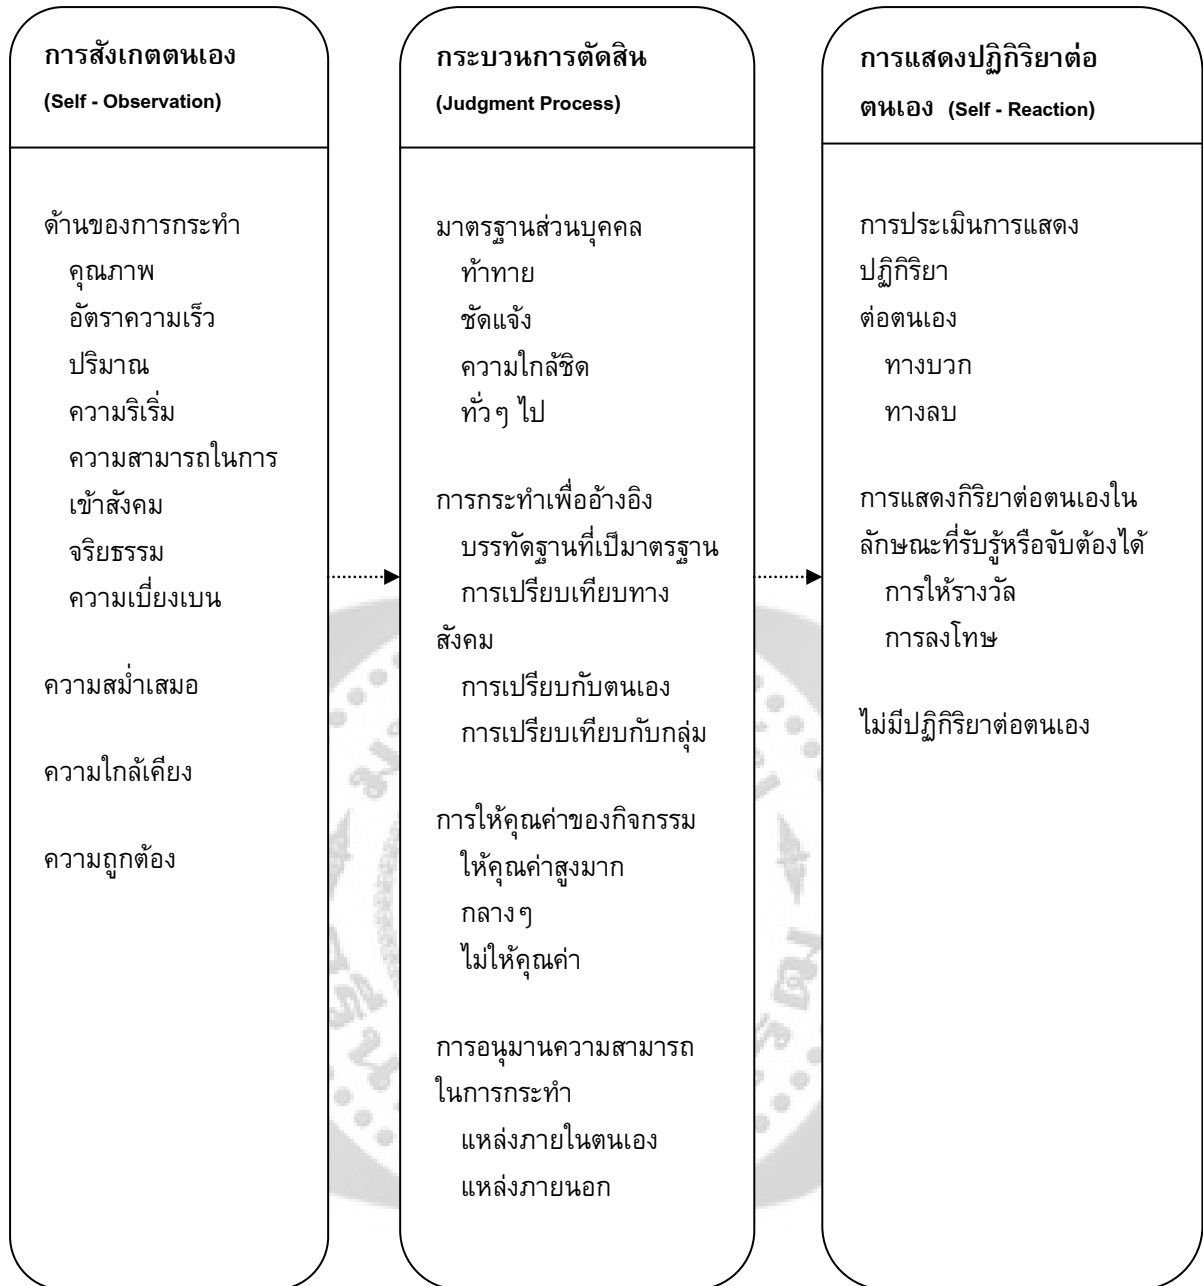 การสังเกตตนเอง
(Self - Observation)
ด้านของการกระทำ
คุณภาพ
อัตราความเร็ว
ปริมาณ
ความริเริ่ม
ความสามารถในการ
เข้าสังคม
จริยธรรม
ความเบี่ยงเบน
ความสม่ำเสมอ
ความใกล้เคียง
ความถูกต้อง
กระบวนการตัดสิน
(Judgment Process)
มาตรฐานส่วนบุคคล
ท้าทาย
ชัดแจ้ง
ความใกล้ชิด
ทั่วๆ ไป
การกระทำเพื่ออ้างอิง
บรรทัดฐานที่เป็มาตรฐาน
การเปรียบเทียบทาง
สังคม
การเปรียบกับตนเอง
การเปรียบเทียบกับกลุ่ม
การให้คุณค่าของกิจกรรม
ให้คุณค่าสูงมาก
กลางๆ
ไม่ให้คุณค่า
การอนุมานความสามารถ
ในการกระทำ
แหล่งภายในตนเอง
แหล่งภายนอก
การแสดงปฏิกิริยาต่อ
ตนเอง (Self - Reaction)
การประเมินการแสดง
ปฏิกิริยา
ต่อตนเอง
ทางบวก
ทางลบ
การแสดงกิริยาต่อตนเองใน
ลักษณะที่รับรู้หรือจับต้องได้
การให้รางวัล
การลงโทษ
ไม่มีปฏิกิริยาต่อตนเอง